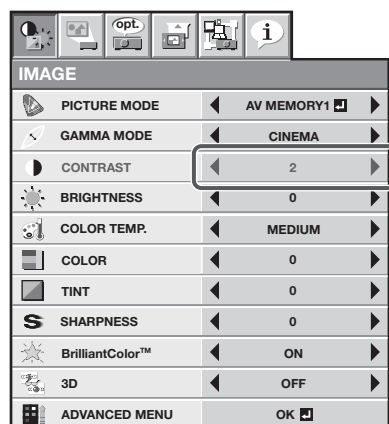 opt.
i
IMAGE
PICTURE MODE AV MEMORY1
GAMMA MODE CINEMA
CONTRAST 2
BRIGHTNESS 0
COLOR TEMP. MEDIUM
COLOR 0
TINT 0
S SHARPNESS 0
BrilliantColor™ ON
3D OFF
ADVANCED MENU OK